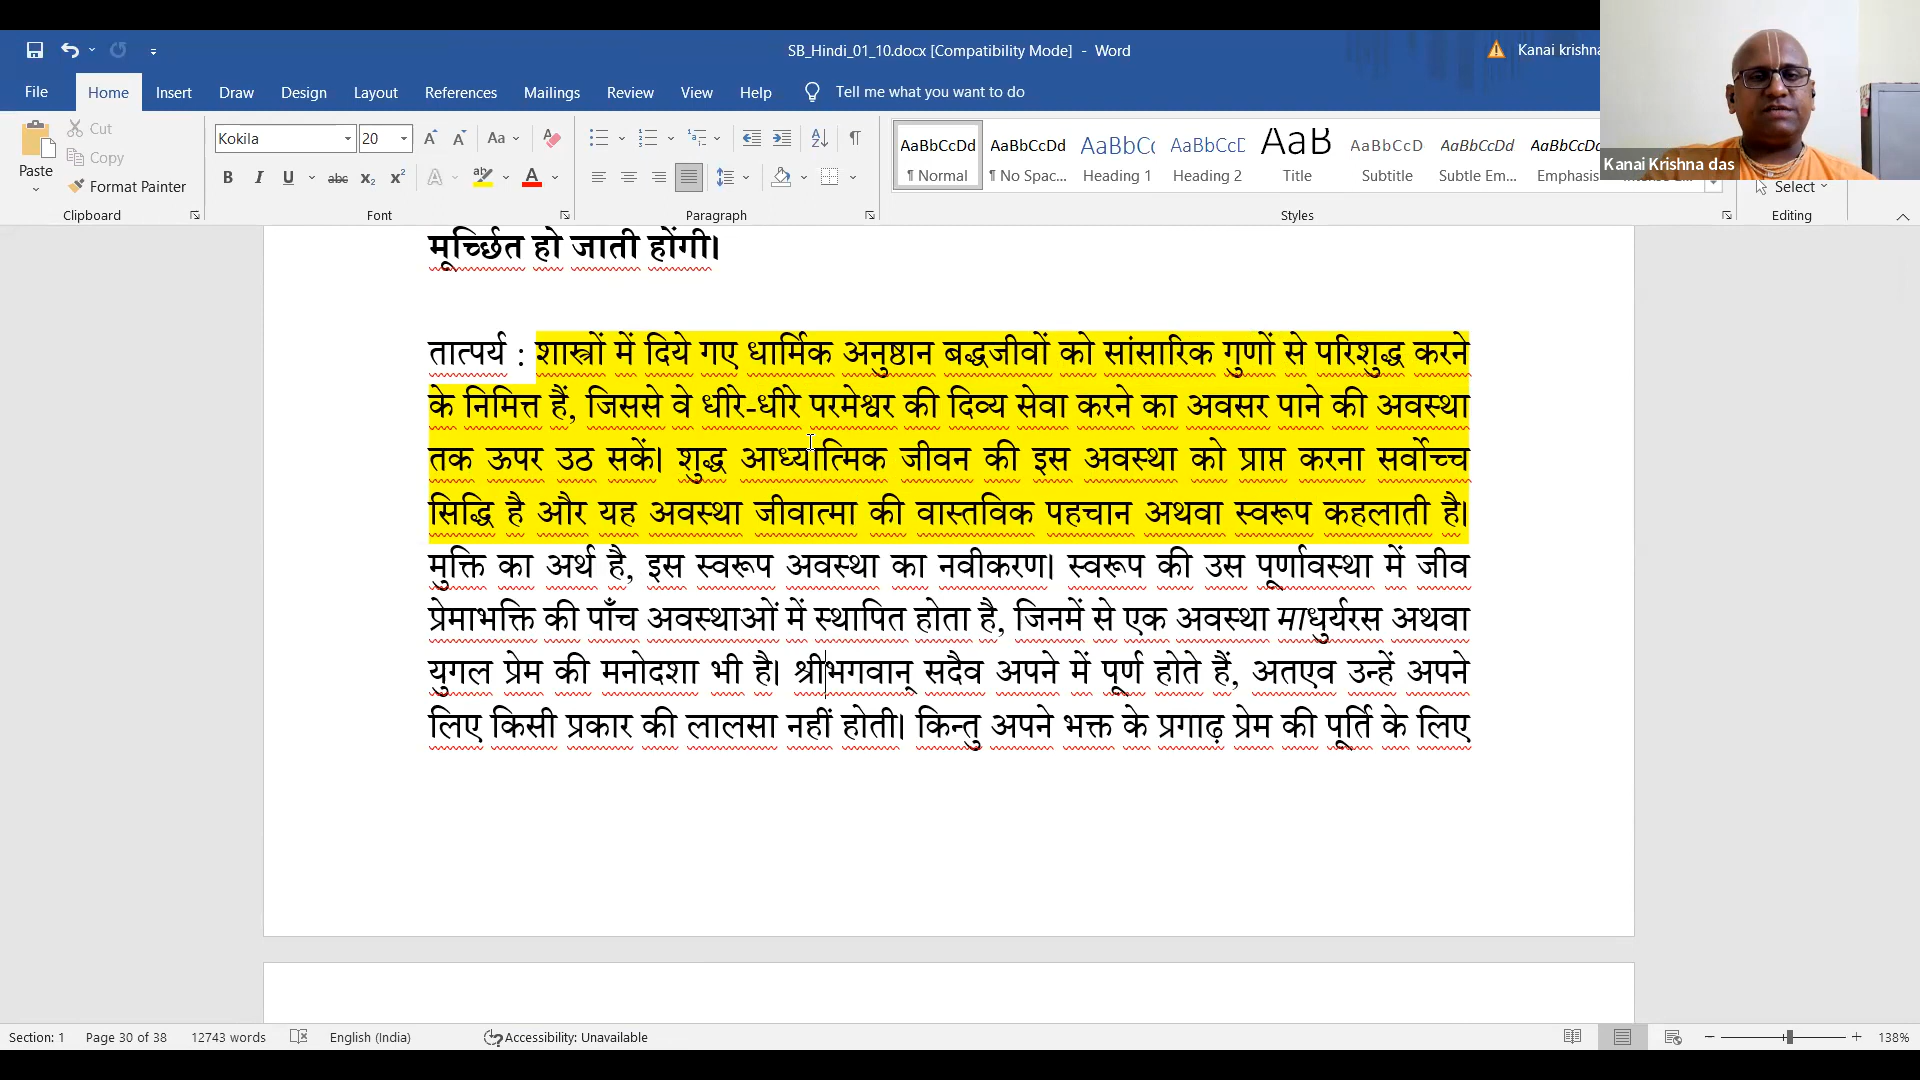 SB_Hindi_01_10.docx [Compatibility Mode] - Word
Kanai krishna
File Home Insert Draw Design Layout References Mailings Review View Help Tell me what you want to do
Paste
Cut
Copy
Format Painter
Clipboard
Kokila 20
Font
Paragraph
AaBbCcDd AaBbCcDd AaBbCc AaBbCcD AaB AaBbCcD AaBbCcDd AaBbCcDd
¶ Normal ¶ No Spac... Heading 1 Heading 2 Title Subtitle Subtle Em... Emphasis
Styles
Kanai Krishna das
Select
Editing
मूर्च्छित हो जाती होंगी।
तात्पर्य : शास्त्रों में दिये गए धार्मिक अनुष्ठान बद्धजीवों को सांसारिक गुणों से परिशुद्ध करने
के निमित्त हैं, जिससे वे धीरे-धीरे परमेश्वर की दिव्य सेवा करने का अवसर पाने की अवस्था
तक ऊपर उठ सकें। शुद्ध आध्यात्मिक जीवन की इस अवस्था को प्राप्त करना सर्वोच्च
सिद्धि है और यह अवस्था जीवात्मा की वास्तविक पहचान अथवा स्वरूप कहलाती है।
मुक्ति का अर्थ है, इस स्वरूप अवस्था का नवीकरण। स्वरूप की उस पूर्णावस्था में जीव
प्रेमाभक्ति की पाँच अवस्थाओं में स्थापित होता है, जिनमें से एक अवस्था माधुर्यरस अथवा
युगल प्रेम की मनोदशा भी है। श्रीभगवान् सदैव अपने में पूर्ण होते हैं, अतएव उन्हें अपने
लिए किसी प्रकार की लालसा नहीं होती। किन्तु अपने भक्त के प्रगाढ़ प्रेम की पूर्ति के लिए
Section: 1 Page 30 of 38 12743 words English (India) Accessibility: Unavailable 138%